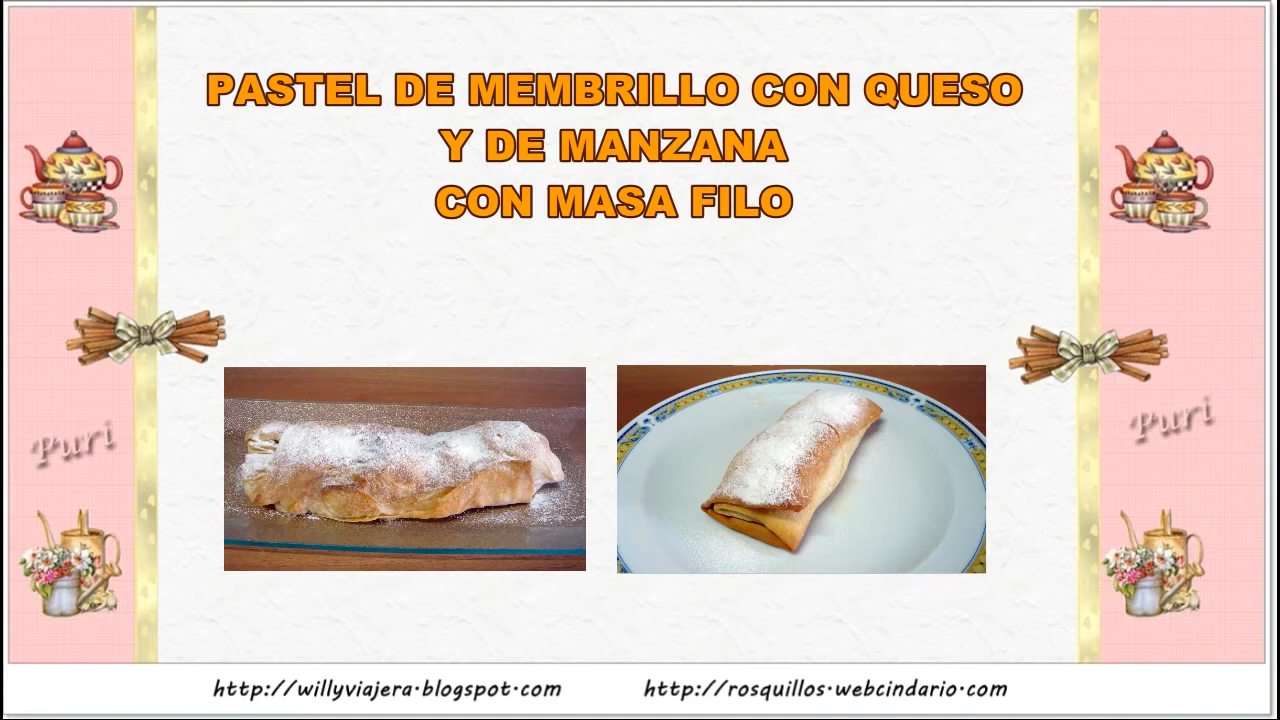 PASTEL DE MEMBRILLO CON QUESO
Y DE MANZANA
CON MASA FILO
Puri
Puri
http://willyviajera.blogspot.com
http://rosquillos.webcindario.com